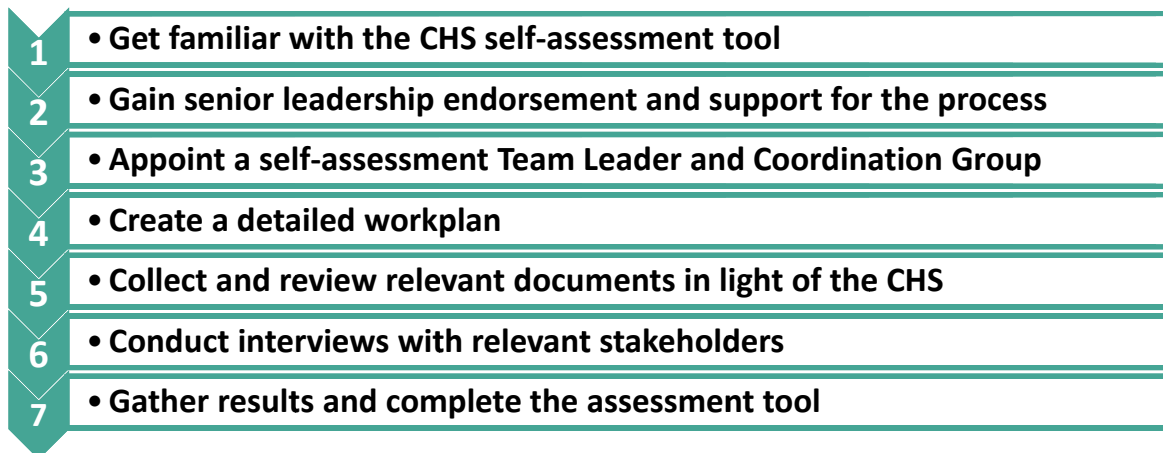 1 • Get familiar with the CHS self-assessment tool
2 • Gain senior leadership endorsement and support for the process
3 • Appoint a self-assessment Team Leader and Coordination Group
4 • Create a detailed workplan
5 • Collect and review relevant documents in light of the CHS
6 • Conduct interviews with relevant stakeholders
7 • Gather results and complete the assessment tool